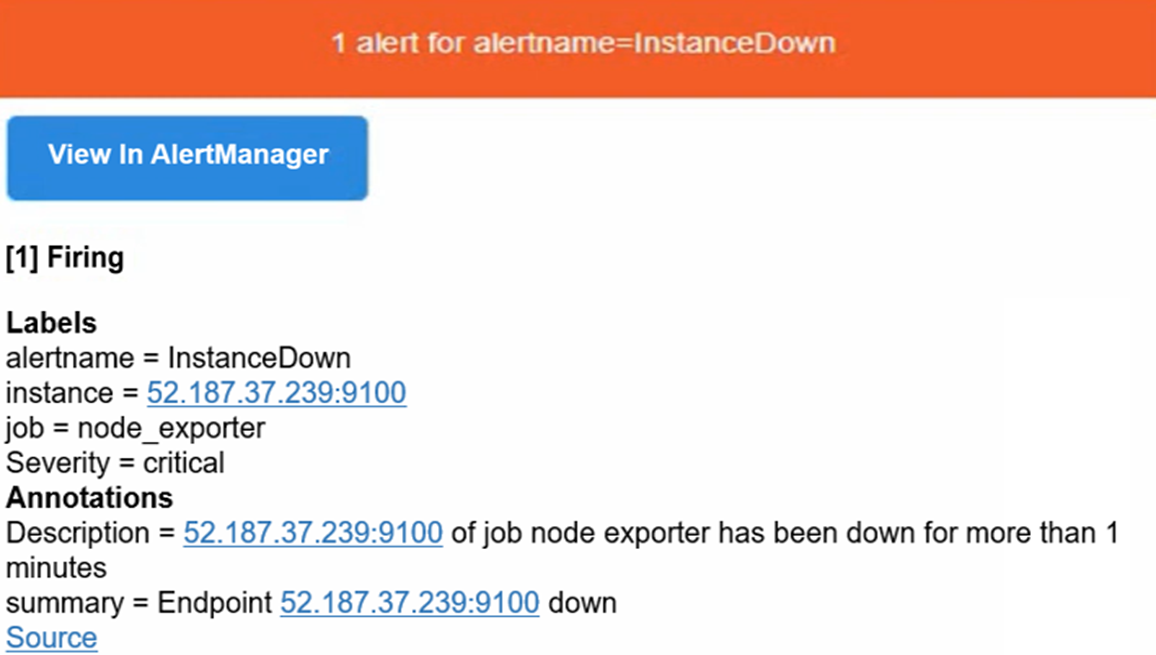 1 alert for alertname=InstanceDown
View In AlertManager
[1] Firing
Labels
alertname = InstanceDown
instance = 52.187.37.239:9100
job = node_exporter
Severity = critical
Annotations
Description = 52.187.37.239:9100 of job node exporter has been down for more than 1
minutes
summary = Endpoint 52.187.37.239:9100 down
Source